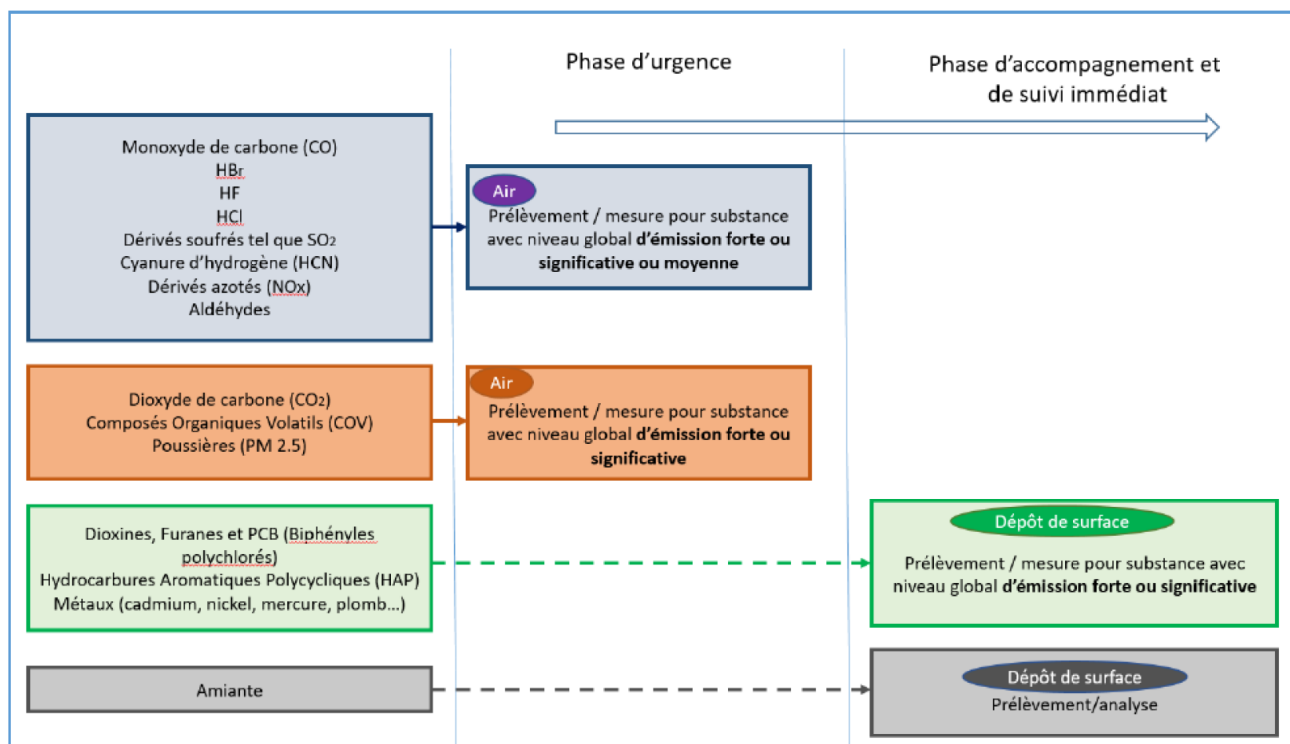 Phase d’urgence
Phase d’accompagnement et
de suivi immédiat
Monoxyde de carbone (CO)
HBr
HF
HCl
Dérivés soufrés tel que SO2
Cyanure d’hydrogène (HCN)
Dérivés azotés (NOx)
Aldéhydes
Air
Prélèvement / mesure pour substance
avec niveau global d’émission forte ou
significative ou moyenne
Dioxyde de carbone (CO2)
Composés Organiques Volatils (COV)
Poussières (PM 2.5)
Air
Prélèvement / mesure pour substance
avec niveau global d’émission forte ou
significative
Dioxines, Furanes et PCB (Biphényles
polychlorés)
Hydrocarbures Aromatiques Polycycliques (HAP)
Métaux (cadmium, nickel, mercure, plomb...)
Dépôt de surface
Prélèvement / mesure pour substance avec
niveau global d’émission forte ou significative
Amiante
Dépôt de surface
Prélèvement/analyse